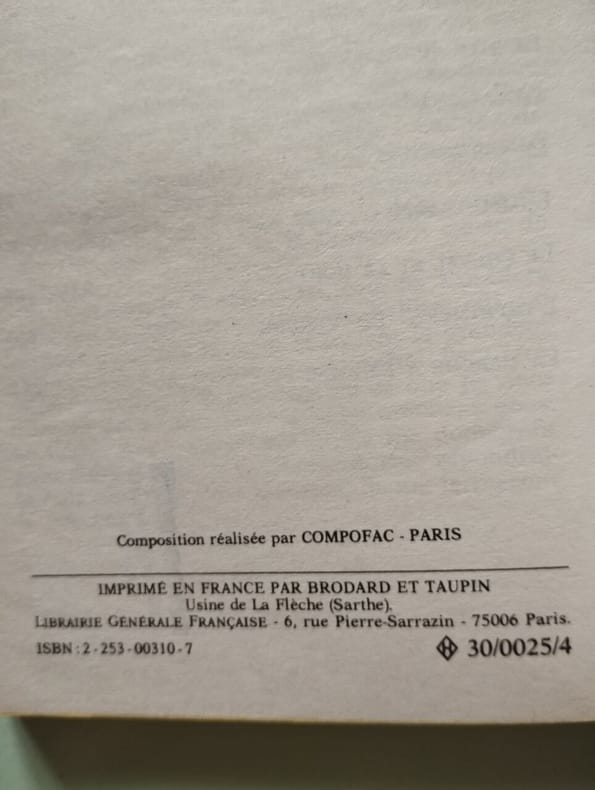 Composition réalisée par COMPOFAC - PARIS
IMPRIMÉ EN FRANCE PAR BRODARD ET TAUPIN
Usine de La Flèche (Sarthe).
LIBRAIRIE GÉNÉRALE FRANÇAISE - 6, rue Pierre-Sarrazin - 75006 Paris.
ISBN : 2 - 253 - 00310 - 7
30/0025/4